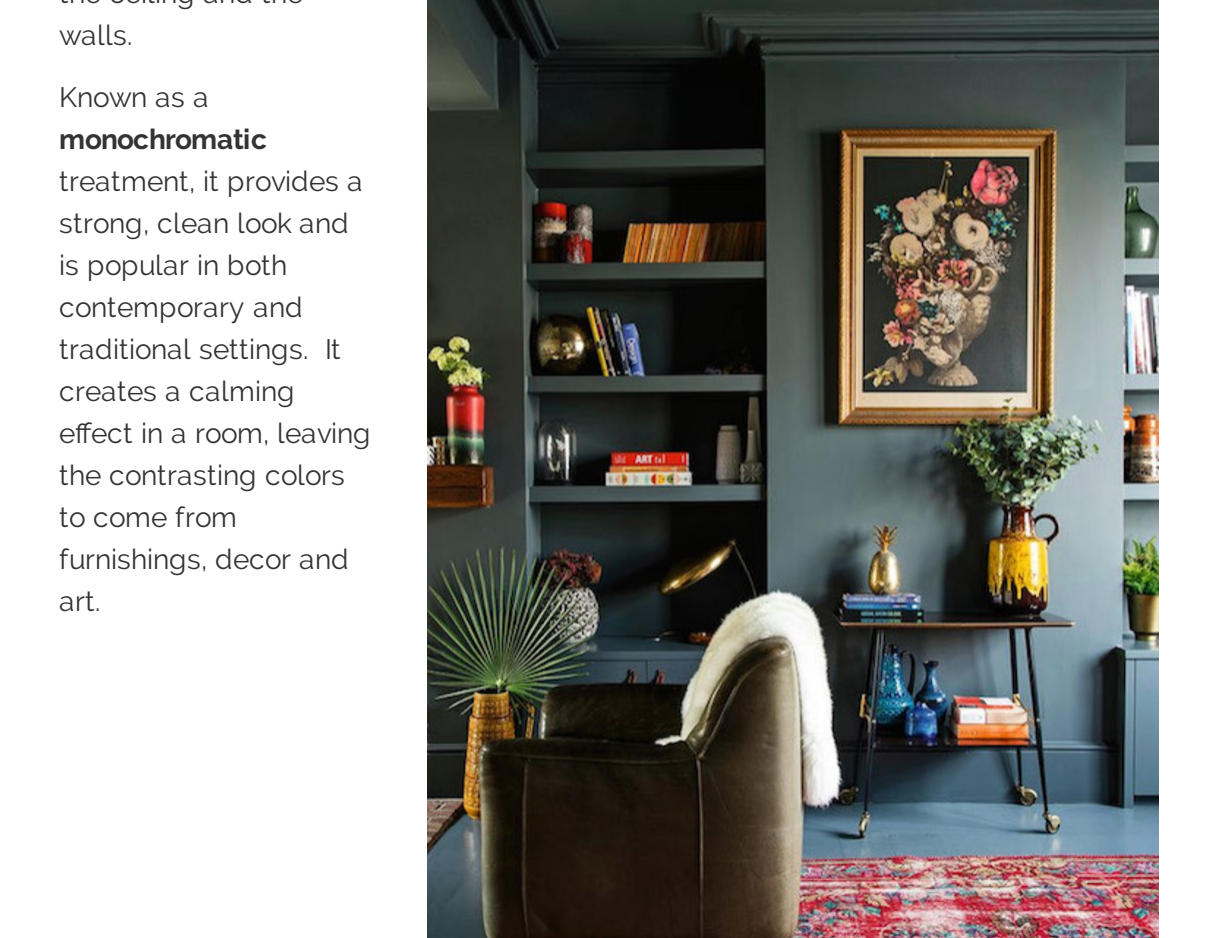 walls.
Known as a
monochromatic
treatment, it provides a
strong, clean look and
is popular in both
contemporary and
traditional settings.  It
creates a calming
effect in a room, leaving
the contrasting colors
to come from
furnishings, decor and
art.
ART